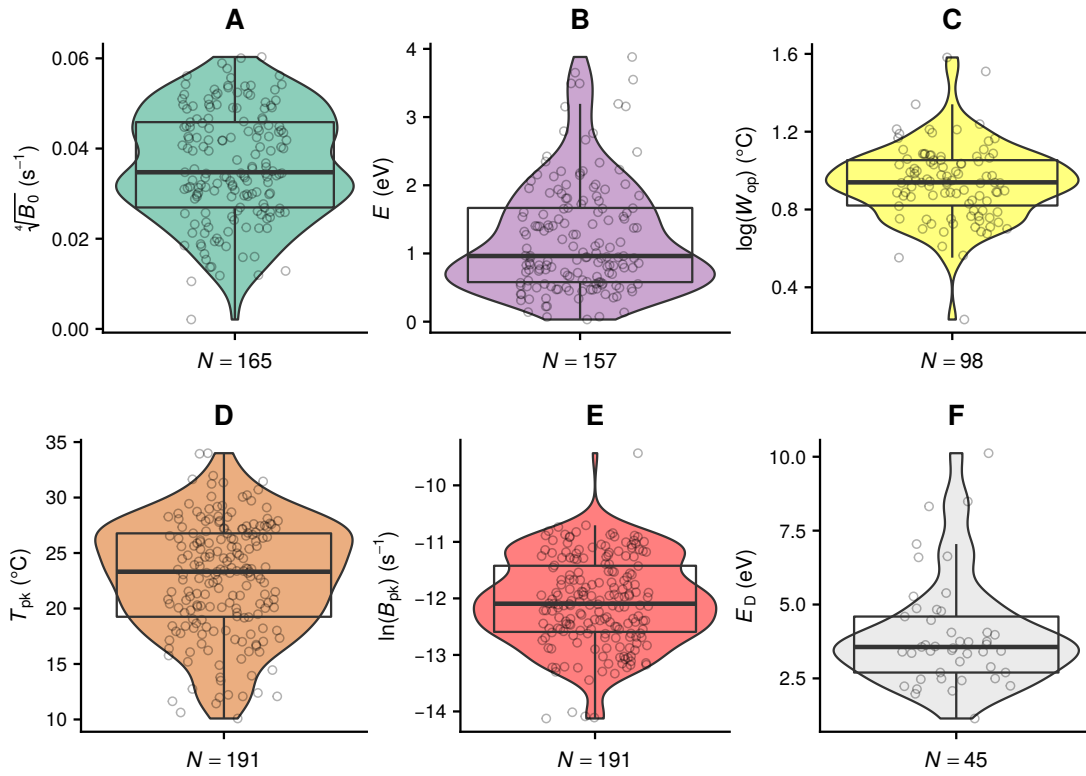 A
B
C
∜B₀ (s⁻¹)
0.06
0.04
0.02
0.00
N = 165
E (eV)
4
3
2
1
0
N = 157
log(W_op) (°C)
1.6
1.2
0.8
0.4
N = 98
D
E
F
T_pk (°C)
35
30
25
20
15
10
N = 191
ln(B_pk) (s⁻¹)
−10
−11
−12
−13
−14
N = 191
E_D (eV)
10.0
7.5
5.0
2.5
N = 45